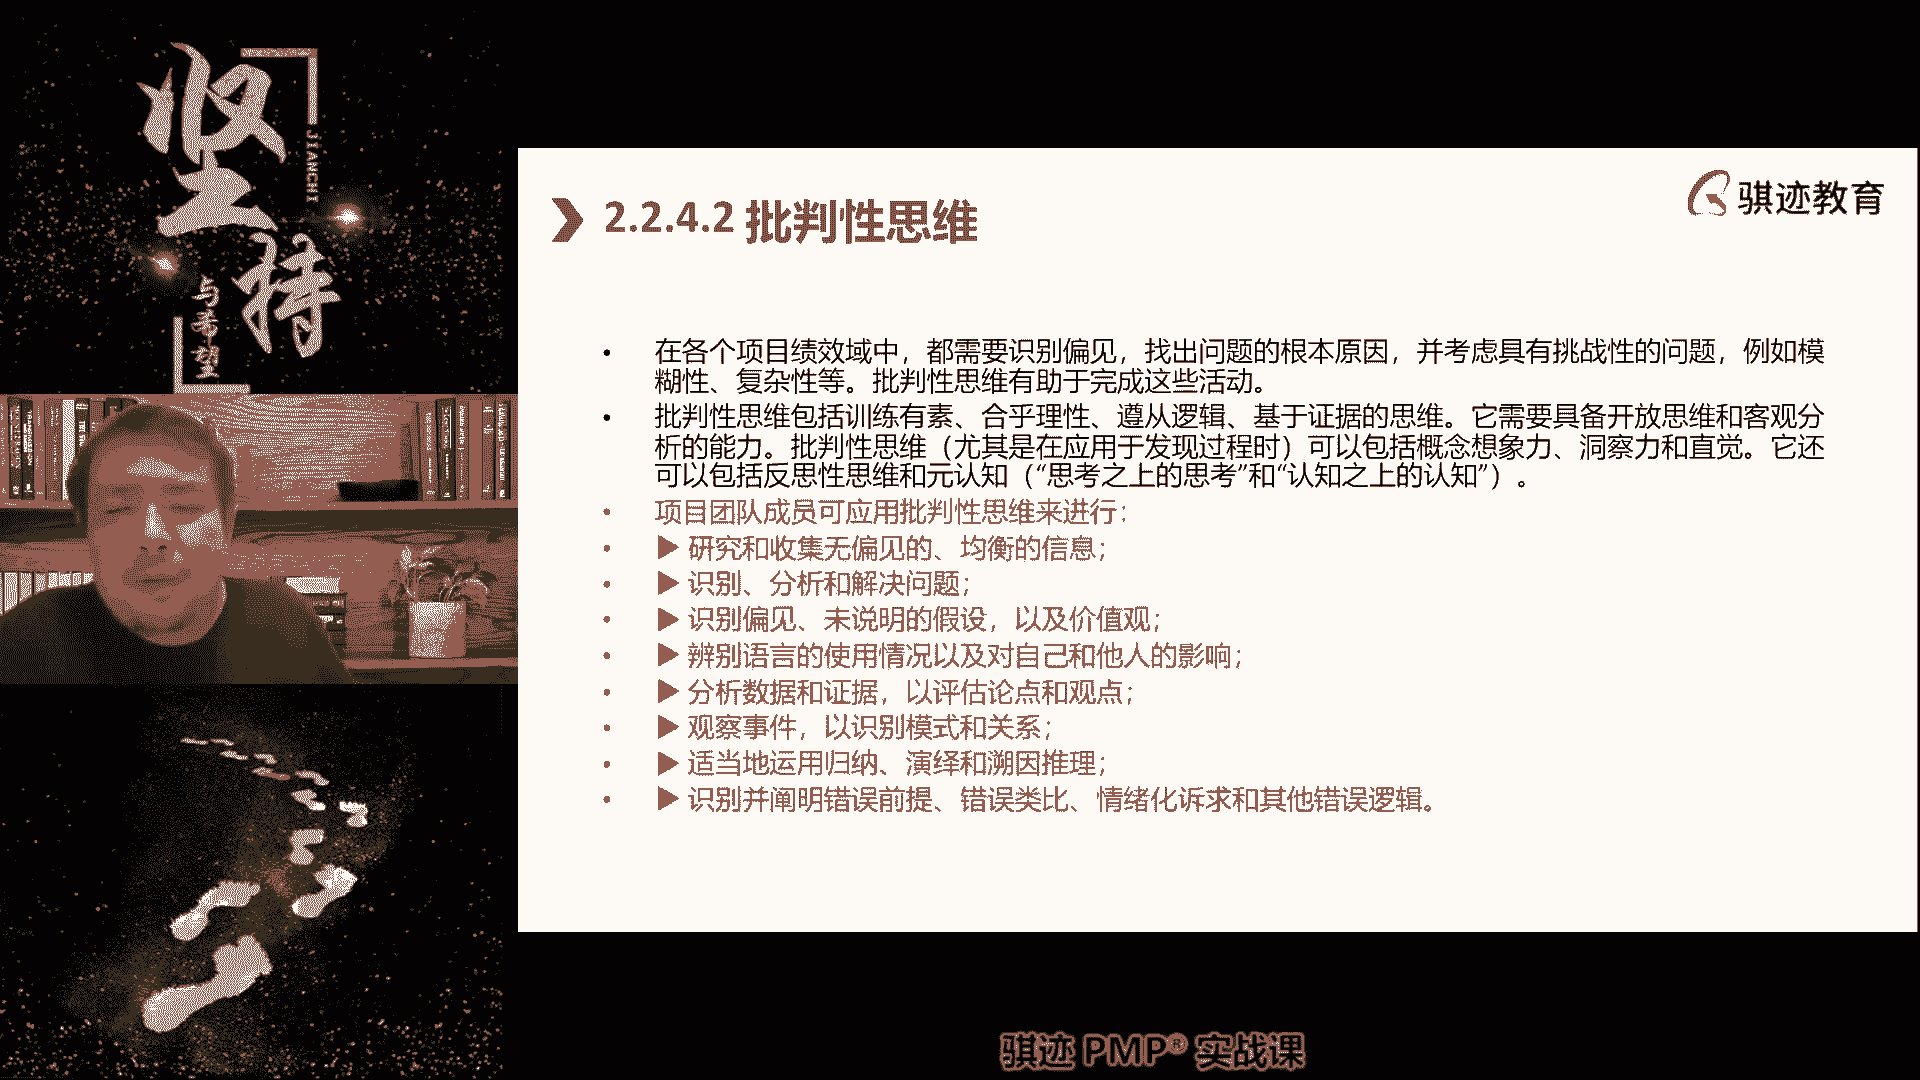 坚持
JIANCHI
与希望
骐迹教育
2.2.4.2 批判性思维
• 在各个项目绩效域中，都需要识别偏见，找出问题的根本原因，并考虑具有挑战性的问题，例如模
糊性、复杂性等。批判性思维有助于完成这些活动。
• 批判性思维包括训练有素、合乎理性、遵从逻辑、基于证据的思维。它需要具备开放思维和客观分
析的能力。批判性思维（尤其是在应用于发现过程时）可以包括概念想象力、洞察力和直觉。它还
可以包括反思性思维和元认知（“思考之上的思考”和“认知之上的认知”）。
• 项目团队成员可应用批判性思维来进行：
• ▶ 研究和收集无偏见的、均衡的信息；
• ▶ 识别、分析和解决问题；
• ▶ 识别偏见、未说明的假设，以及价值观；
• ▶ 辨别语言的使用情况以及对自己和他人的影响；
• ▶ 分析数据和证据，以评估论点和观点；
• ▶ 观察事件，以识别模式和关系；
• ▶ 适当地运用归纳、演绎和溯因推理；
• ▶ 识别并阐明错误前提、错误类比、情绪化诉求和其他错误逻辑。
骐迹 PMP® 实战课